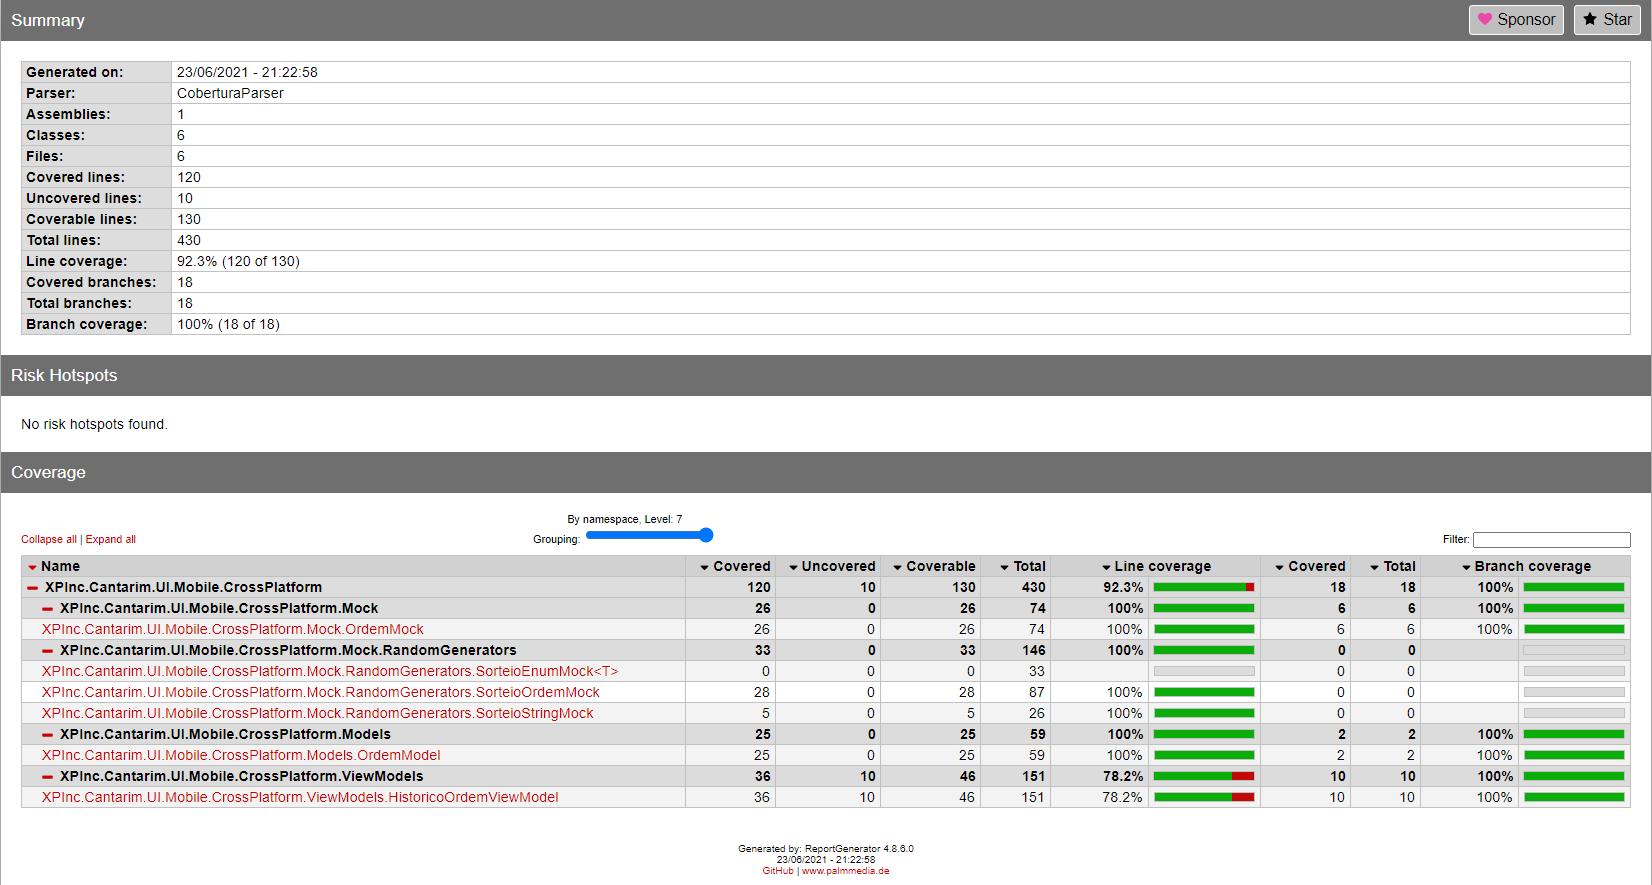 Summary Sponsor Star
Generated on: 23/06/2021 - 21:22:58
Parser: CoberturaParser
Assemblies: 1
Classes: 6
Files: 6
Covered lines: 120
Uncovered lines: 10
Coverable lines: 130
Total lines: 430
Line coverage: 92.3% (120 of 130)
Covered branches: 18
Total branches: 18
Branch coverage: 100% (18 of 18)
Risk Hotspots
No risk hotspots found.
Coverage
By namespace, Level: 7
Collapse all | Expand all Grouping: Filter:
Name Covered Uncovered Coverable Total Line coverage Covered Total Branch coverage
XPInc.Cantarim.UI.Mobile.CrossPlatform 120 10 130 430 92.3% 18 18 100%
XPInc.Cantarim.UI.Mobile.CrossPlatform.Mock 26 0 26 74 100% 6 6 100%
XPInc.Cantarim.UI.Mobile.CrossPlatform.Mock.OrdemMock 26 0 26 74 100% 6 6 100%
XPInc.Cantarim.UI.Mobile.CrossPlatform.Mock.RandomGenerators 33 0 33 146 100% 0 0
XPInc.Cantarim.UI.Mobile.CrossPlatform.Mock.RandomGenerators.SorteioEnumMock<T> 0 0 0 33 0 0
XPInc.Cantarim.UI.Mobile.CrossPlatform.Mock.RandomGenerators.SorteioOrdemMock 28 0 28 87 100% 0 0
XPInc.Cantarim.UI.Mobile.CrossPlatform.Mock.RandomGenerators.SorteioStringMock 5 0 5 26 100% 0 0
XPInc.Cantarim.UI.Mobile.CrossPlatform.Models 25 0 25 59 100% 2 2 100%
XPInc.Cantarim.UI.Mobile.CrossPlatform.Models.OrdemModel 25 0 25 59 100% 2 2 100%
XPInc.Cantarim.UI.Mobile.CrossPlatform.ViewModels 36 10 46 151 78.2% 10 10 100%
XPInc.Cantarim.UI.Mobile.CrossPlatform.ViewModels.HistoricoOrdemViewModel 36 10 46 151 78.2% 10 10 100%
Generated by: ReportGenerator 4.8.6.0
23/06/2021 - 21:22:58
GitHub | www.palmmedia.de